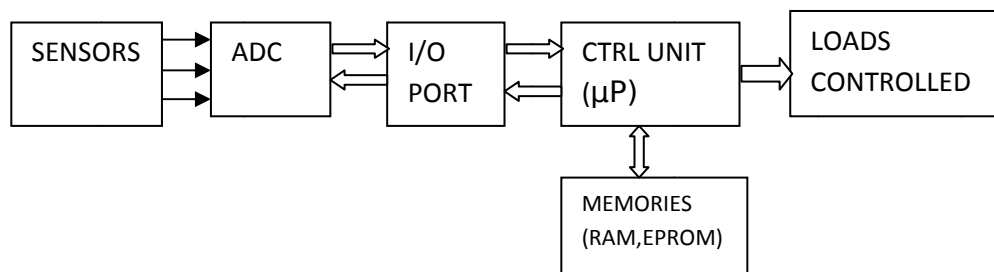 SENSORS
ADC
I/O
PORT
CTRL UNIT
(µP)
LOADS
CONTROLLED
MEMORIES
(RAM,EPROM)